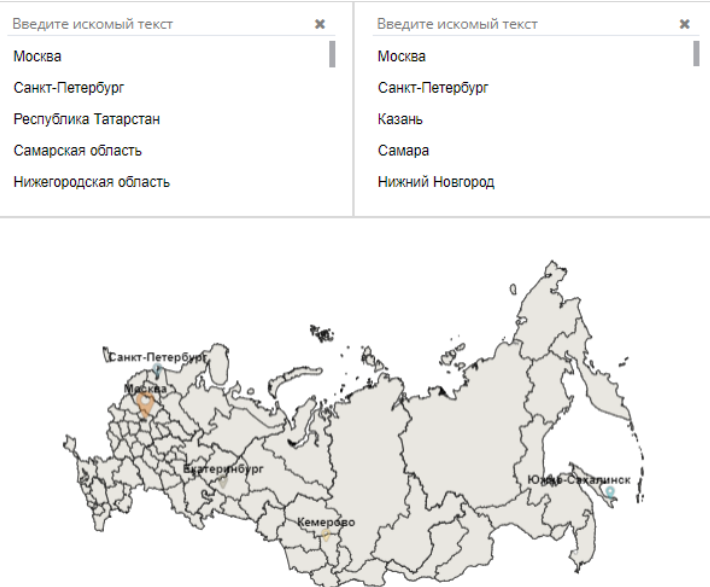 Введите искомый текст
Москва
Санкт-Петербург
Республика Татарстан
Самарская область
Нижегородская область
Введите искомый текст
Москва
Санкт-Петербург
Казань
Самара
Нижний Новгород
Санкт-Петербург
Москва
Екатеринбург
Южно-Сахалинск
Кемерово